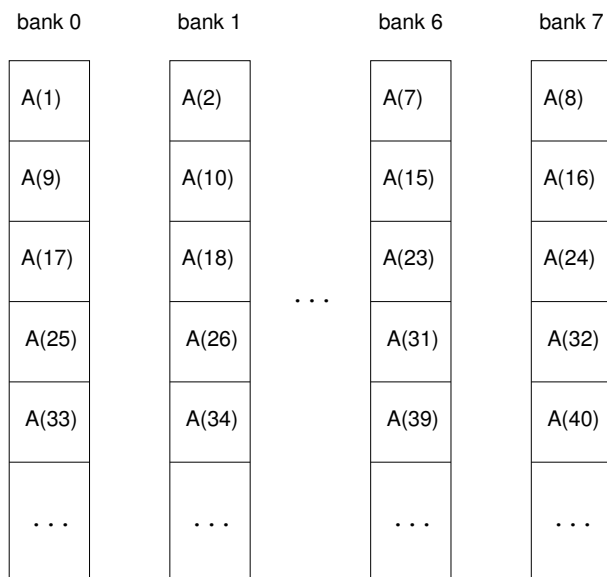 bank 0 bank 1 bank 6 bank 7
A(1) A(2) A(7) A(8)
A(9) A(10) A(15) A(16)
A(17) A(18) A(23) A(24)
. . .
A(25) A(26) A(31) A(32)
A(33) A(34) A(39) A(40)
. . . . . . . . . . . .